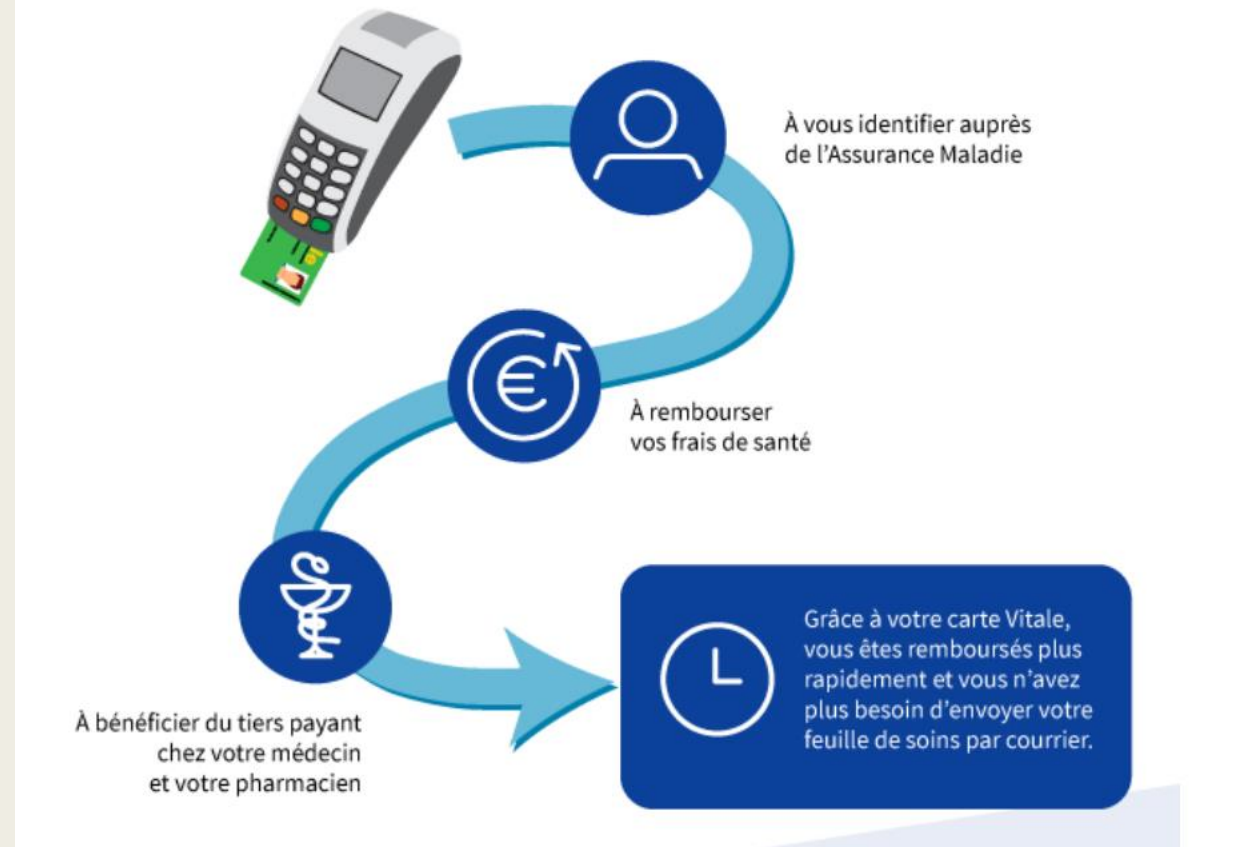 À vous identifier auprès
de l'Assurance Maladie
À rembourser
vos frais de santé
À bénéficier du tiers payant
chez votre médecin
et votre pharmacien
Grâce à votre carte Vitale,
vous êtes remboursés plus
rapidement et vous n'avez
plus besoin d'envoyer votre
feuille de soins par courrier.